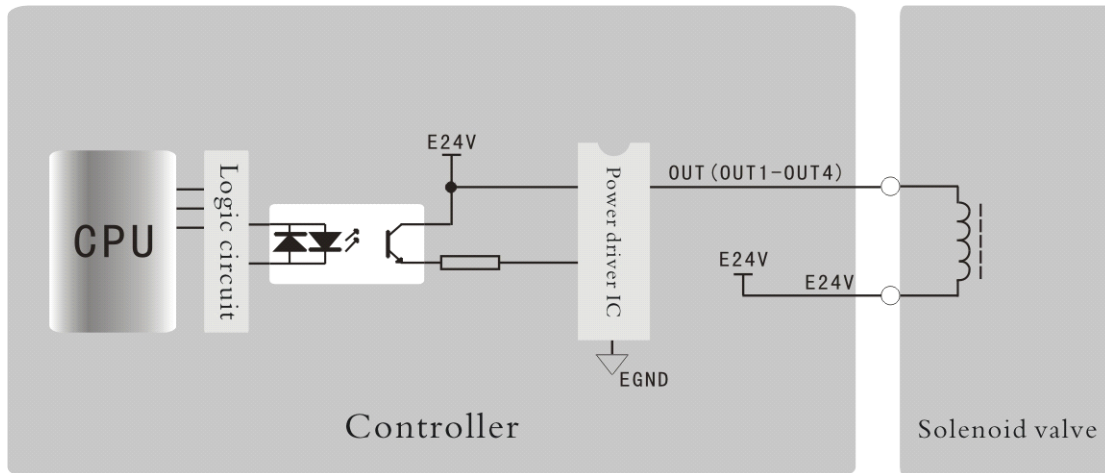 E24V
CPU
Logic circuit
Power driver IC
OUT(OUT1-OUT4)
E24V
E24V
EGND
Controller
Solenoid valve